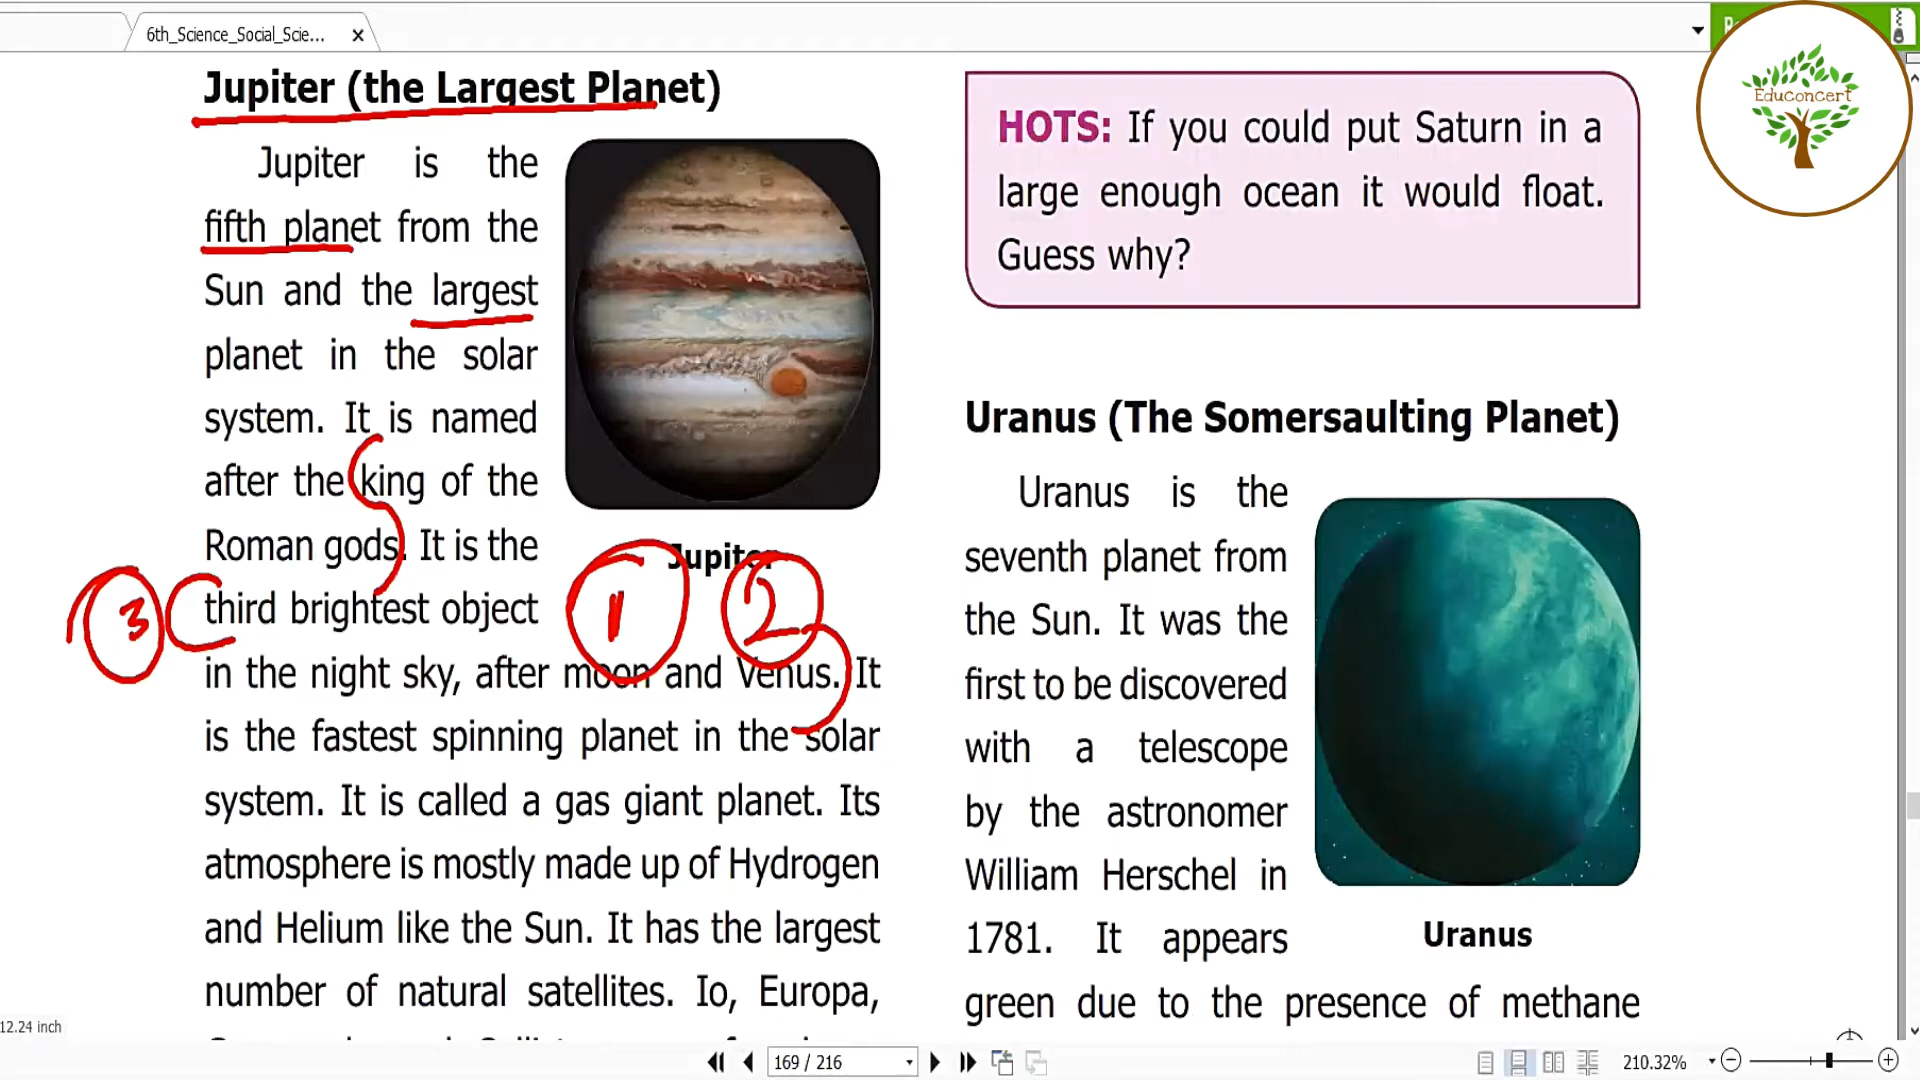 6th_Science_Social_Scie...
Educoncert
Jupiter (the Largest Planet)
Jupiter is the
fifth planet from the
Sun and the largest
planet in the solar
system. It is named
after the king of the
Roman gods. It is the
third brightest object
in the night sky, after moon and Venus. It
is the fastest spinning planet in the solar
system. It is called a gas giant planet. Its
atmosphere is mostly made up of Hydrogen
and Helium like the Sun. It has the largest
number of natural satellites. Io, Europa,
Jupiter
3
1
2
HOTS: If you could put Saturn in a
large enough ocean it would float.
Guess why?
Uranus (The Somersaulting Planet)
Uranus is the
seventh planet from
the Sun. It was the
first to be discovered
with a telescope
by the astronomer
William Herschel in
1781. It appears
green due to the presence of methane
Uranus
12.24 inch
169 / 216
210.32%